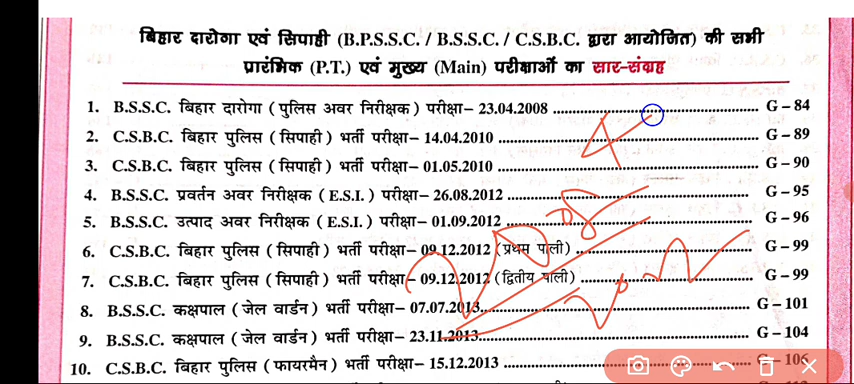 बिहार दारोगा एवं सिपाही (B.P.S.S.C. / B.S.S.C. / C.S.B.C. द्वारा आयोजित) की सभी
प्रारंभिक (P.T.) एवं मुख्य (Main) परीक्षाओं का सार-संग्रह
1. B.S.S.C. बिहार दारोगा ( पुलिस अवर निरीक्षक ) परीक्षा– 23.04.2008 ........ G – 84
2. C.S.B.C. बिहार पुलिस ( सिपाही ) भर्ती परीक्षा– 14.04.2010 ........ G – 89
3. C.S.B.C. बिहार पुलिस ( सिपाही ) भर्ती परीक्षा– 01.05.2010 ........ G – 90
4. B.S.S.C. प्रवर्तन अवर निरीक्षक ( E.S.I. ) परीक्षा– 26.08.2012 ........ G – 95
5. B.S.S.C. उत्पाद अवर निरीक्षक ( E.S.I. ) परीक्षा– 01.09.2012 ........ G – 96
6. C.S.B.C. बिहार पुलिस ( सिपाही ) भर्ती परीक्षा– 09.12.2012 (प्रथम पाली) ........ G – 99
7. C.S.B.C. बिहार पुलिस ( सिपाही ) भर्ती परीक्षा– 09.12.2012 (द्वितीय पाली) ........ G – 99
8. B.S.S.C. कक्षपाल ( जेल वार्डन ) भर्ती परीक्षा– 07.07.2013 ........ G – 101
9. B.S.S.C. कक्षपाल ( जेल वार्डन ) भर्ती परीक्षा– 23.11.2013 ........ G – 104
10. C.S.B.C. बिहार पुलिस ( फायरमैन ) भर्ती परीक्षा– 15.12.2013 ........ G – 106